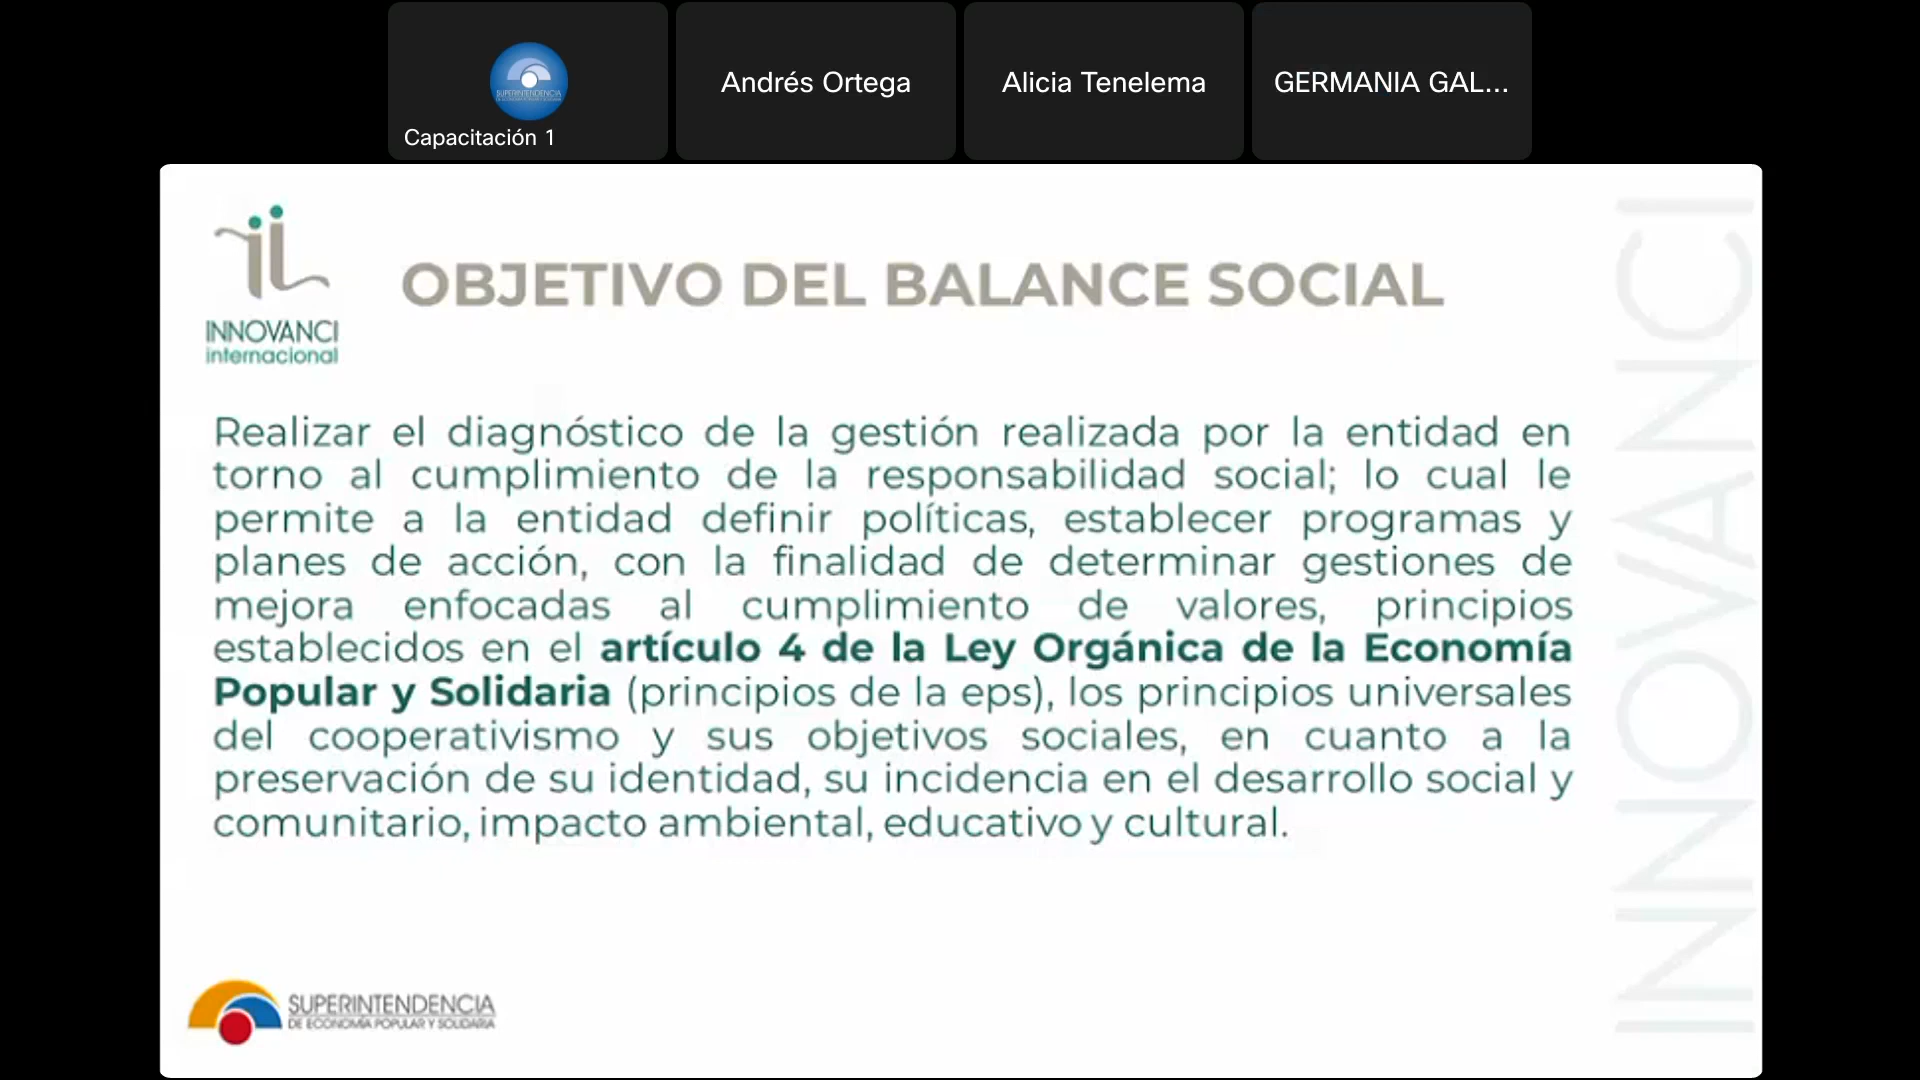 Capacitación 1
Andrés Ortega
Alicia Tenelema
GERMANIA GAL...
INNOVANCI
internacional
OBJETIVO DEL BALANCE SOCIAL
Realizar el diagnóstico de la gestión realizada por la entidad en
torno al cumplimiento de la responsabilidad social; lo cual le
permite a la entidad definir políticas, establecer programas y
planes de acción, con la finalidad de determinar gestiones de
mejora enfocadas al cumplimiento de valores, principios
establecidos en el artículo 4 de la Ley Orgánica de la Economía
Popular y Solidaria (principios de la eps), los principios universales
del cooperativismo y sus objetivos sociales, en cuanto a la
preservación de su identidad, su incidencia en el desarrollo social y
comunitario, impacto ambiental, educativo y cultural.
SUPERINTENDENCIA
DE ECONOMÍA POPULAR Y SOLIDARIA
INNOVANCI